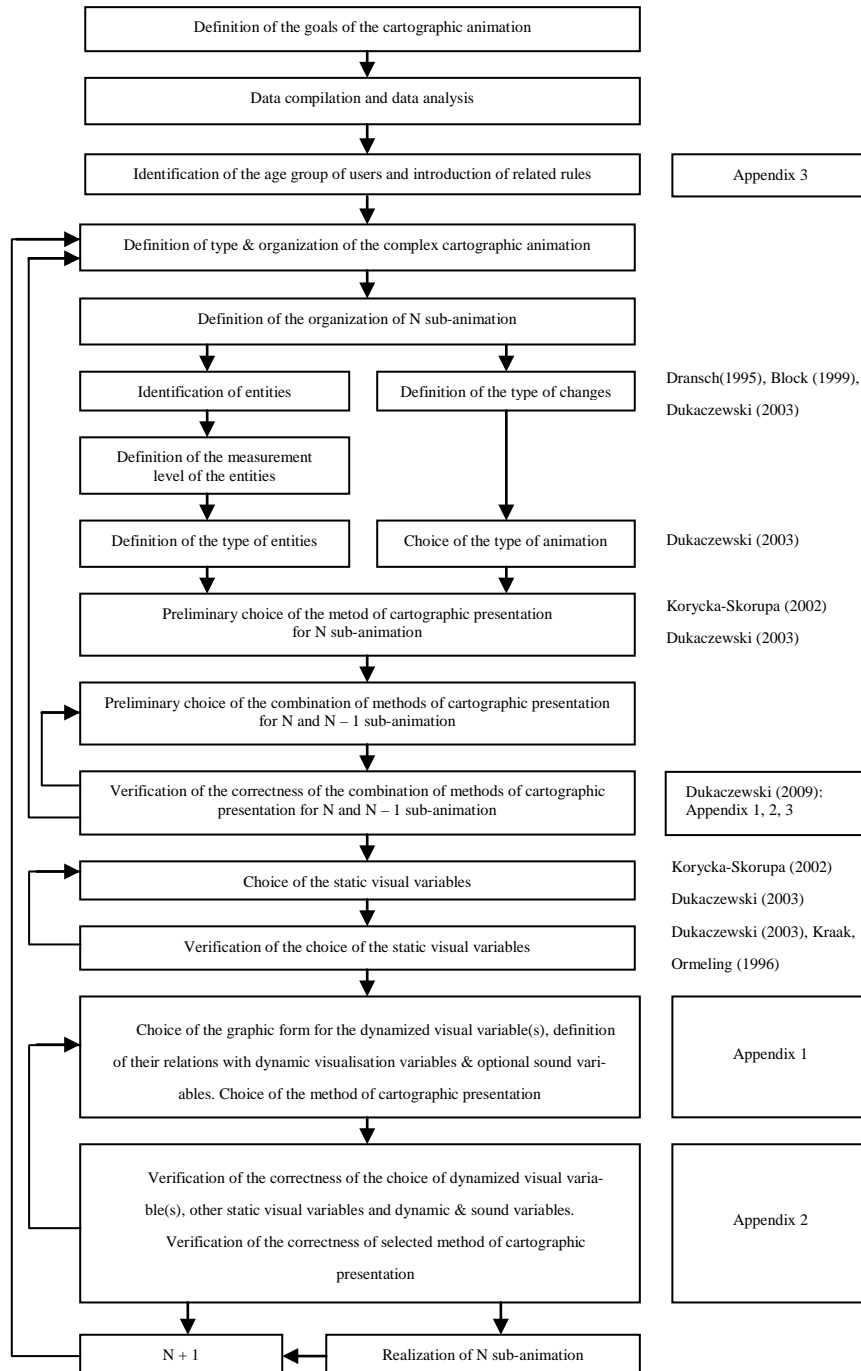 Definition of the goals of the cartographic animation
Data compilation and data analysis
Identification of the age group of users and introduction of related rules
Appendix 3
Definition of type & organization of the complex cartographic animation
Definition of the organization of N sub-animation
Identification of entities
Definition of the type of changes
Dransch(1995), Block (1999),
Dukaczewski (2003)
Definition of the measurement
level of the entities
Definition of the type of entities
Choice of the type of animation
Dukaczewski (2003)
Preliminary choice of the metod of cartographic presentation
for N sub-animation
Korycka-Skorupa (2002)
Dukaczewski (2003)
Preliminary choice of the combination of methods of cartographic presentation
for N and N – 1 sub-animation
Verification of the correctness of the combination of methods of cartographic
presentation for N and N – 1 sub-animation
Dukaczewski (2009):
Appendix 1, 2, 3
Choice of the static visual variables
Korycka-Skorupa (2002)
Dukaczewski (2003)
Verification of the choice of the static visual variables
Dukaczewski (2003), Kraak,
Ormeling (1996)
Choice of the graphic form for the dynamized visual variable(s), definition
of their relations with dynamic visualisation variables & optional sound vari-
ables. Choice of the method of cartographic presentation
Appendix 1
Verification of the correctness of the choice of dynamized visual varia-
ble(s), other static visual variables and dynamic & sound variables.
Verification of the correctness of selected method of cartographic
presentation
Appendix 2
N + 1
Realization of N sub-animation